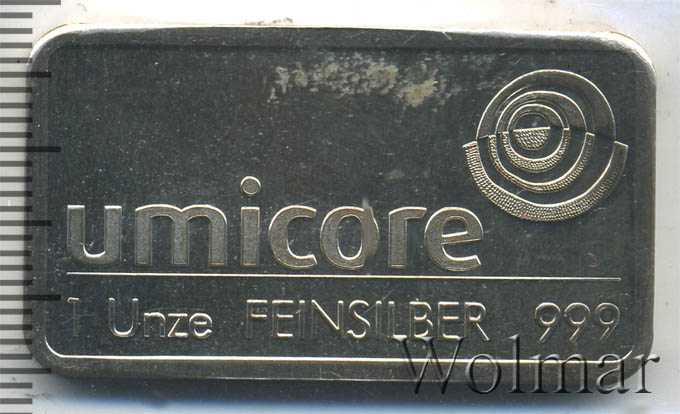 umicore
1 Unze FEINSILBER 999
Wolmar